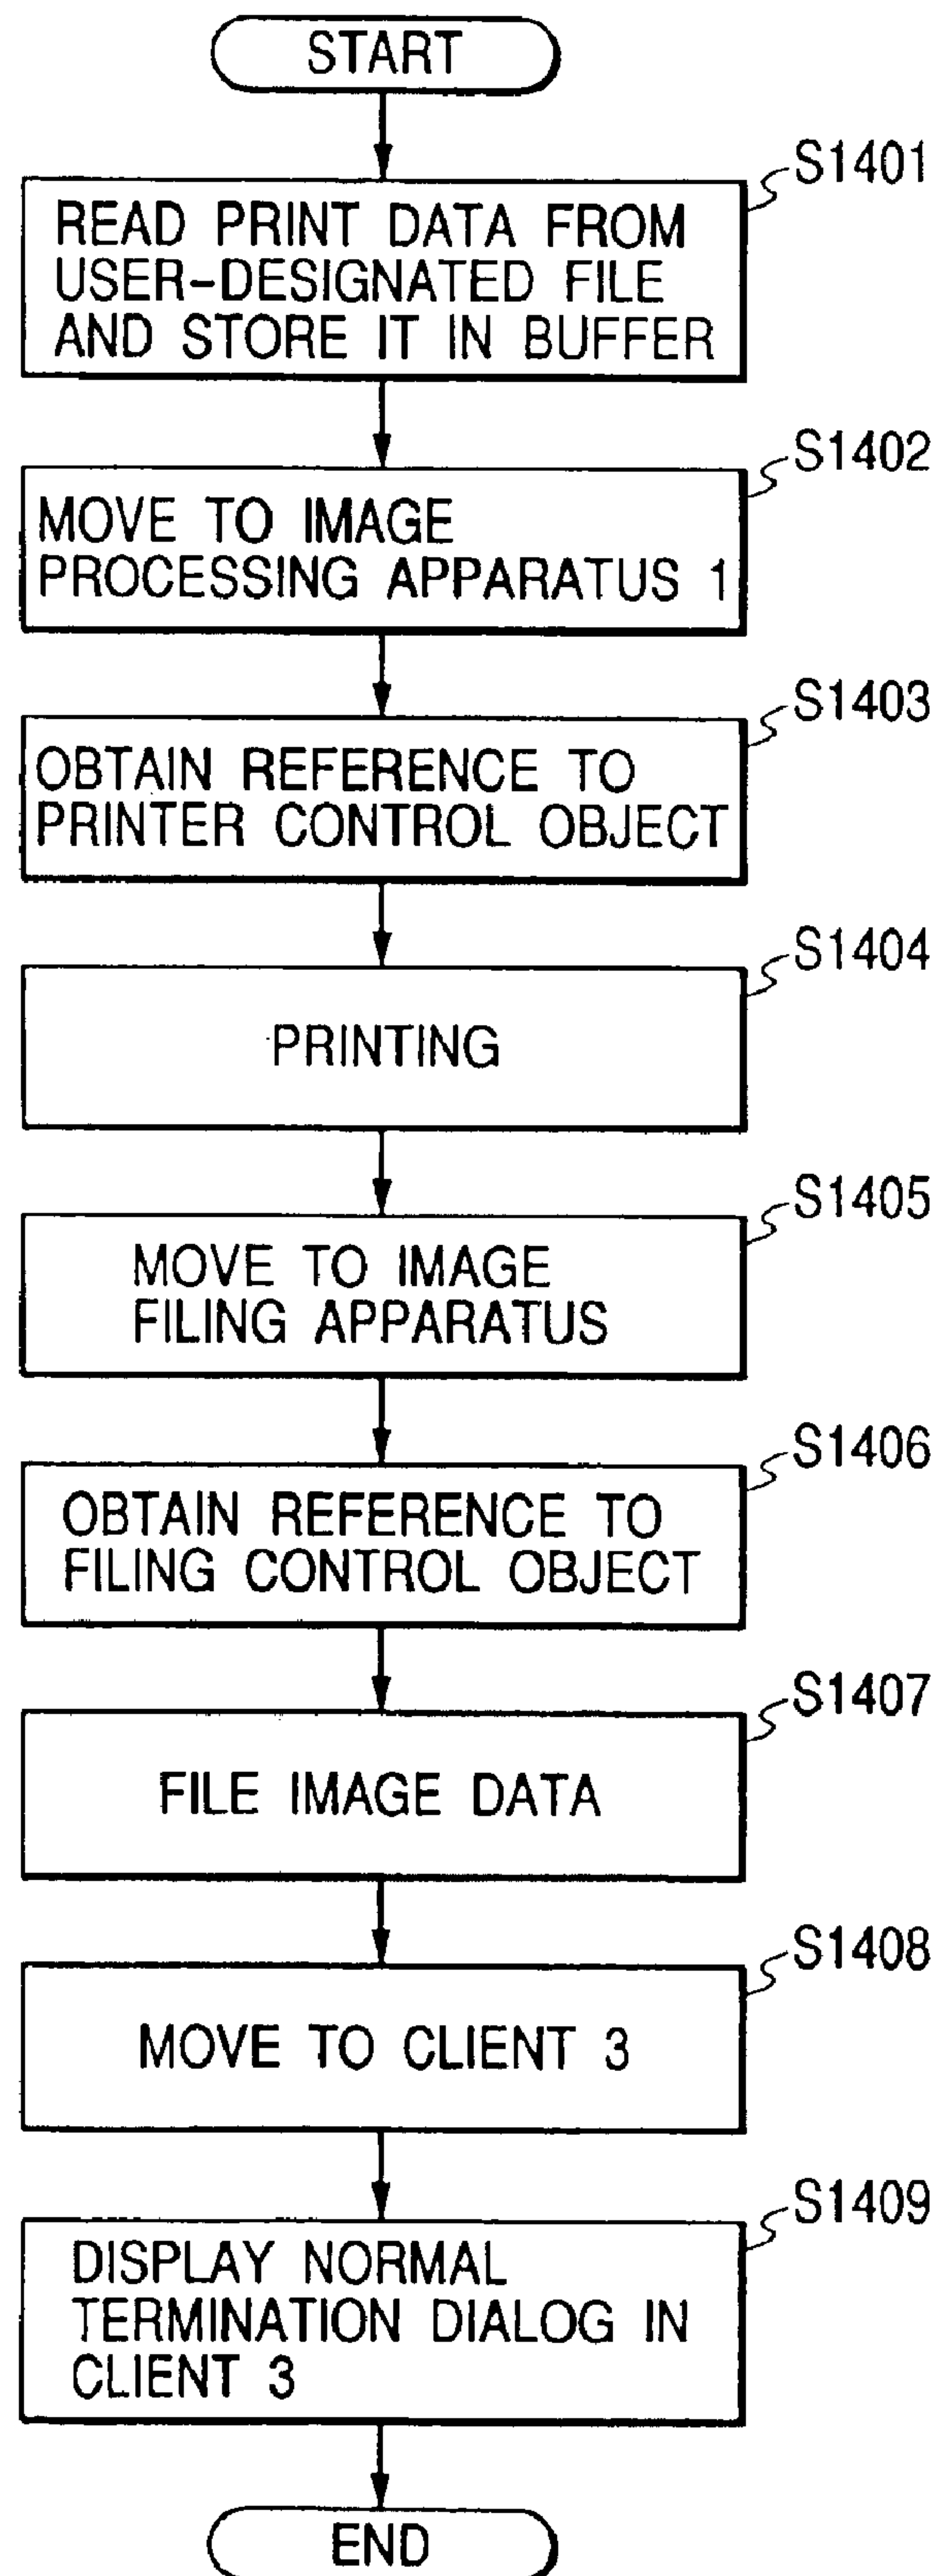 START
S1401
READ PRINT DATA FROM
USER-DESIGNATED FILE
AND STORE IT IN BUFFER
S1402
MOVE TO IMAGE
PROCESSING APPARATUS 1
S1403
OBTAIN REFERENCE TO
PRINTER CONTROL OBJECT
S1404
PRINTING
S1405
MOVE TO IMAGE
FILING APPARATUS
S1406
OBTAIN REFERENCE TO
FILING CONTROL OBJECT
S1407
FILE IMAGE DATA
S1408
MOVE TO CLIENT 3
S1409
DISPLAY NORMAL
TERMINATION DIALOG IN
CLIENT 3
END